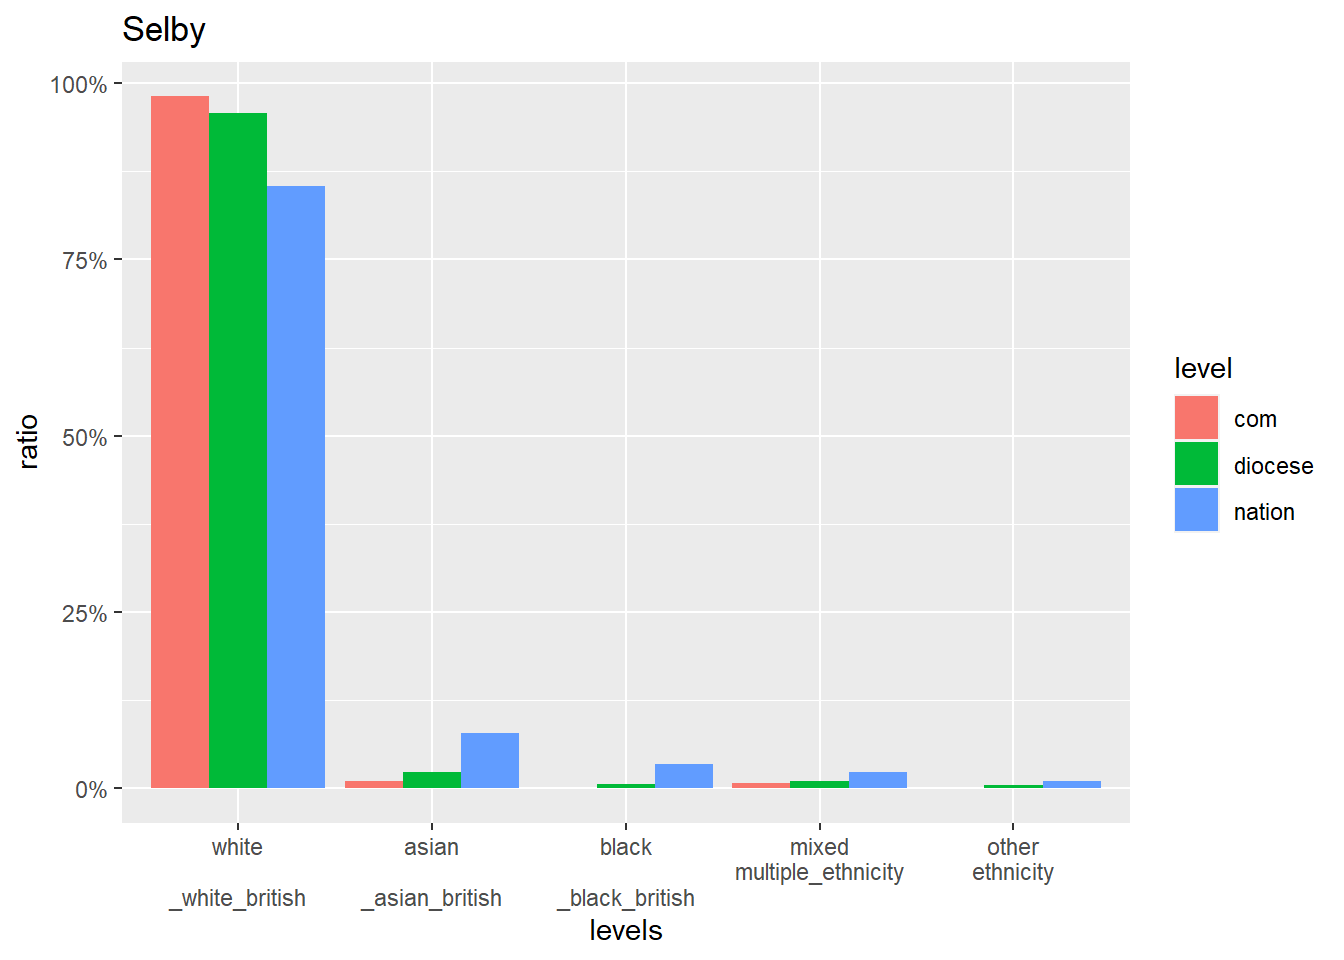 Selby
100%
75%
50%
25%
0%
ratio
white
_white_british
asian
_asian_british
black
_black_british
mixed
multiple_ethnicity
other
ethnicity
levels
level
com
diocese
nation